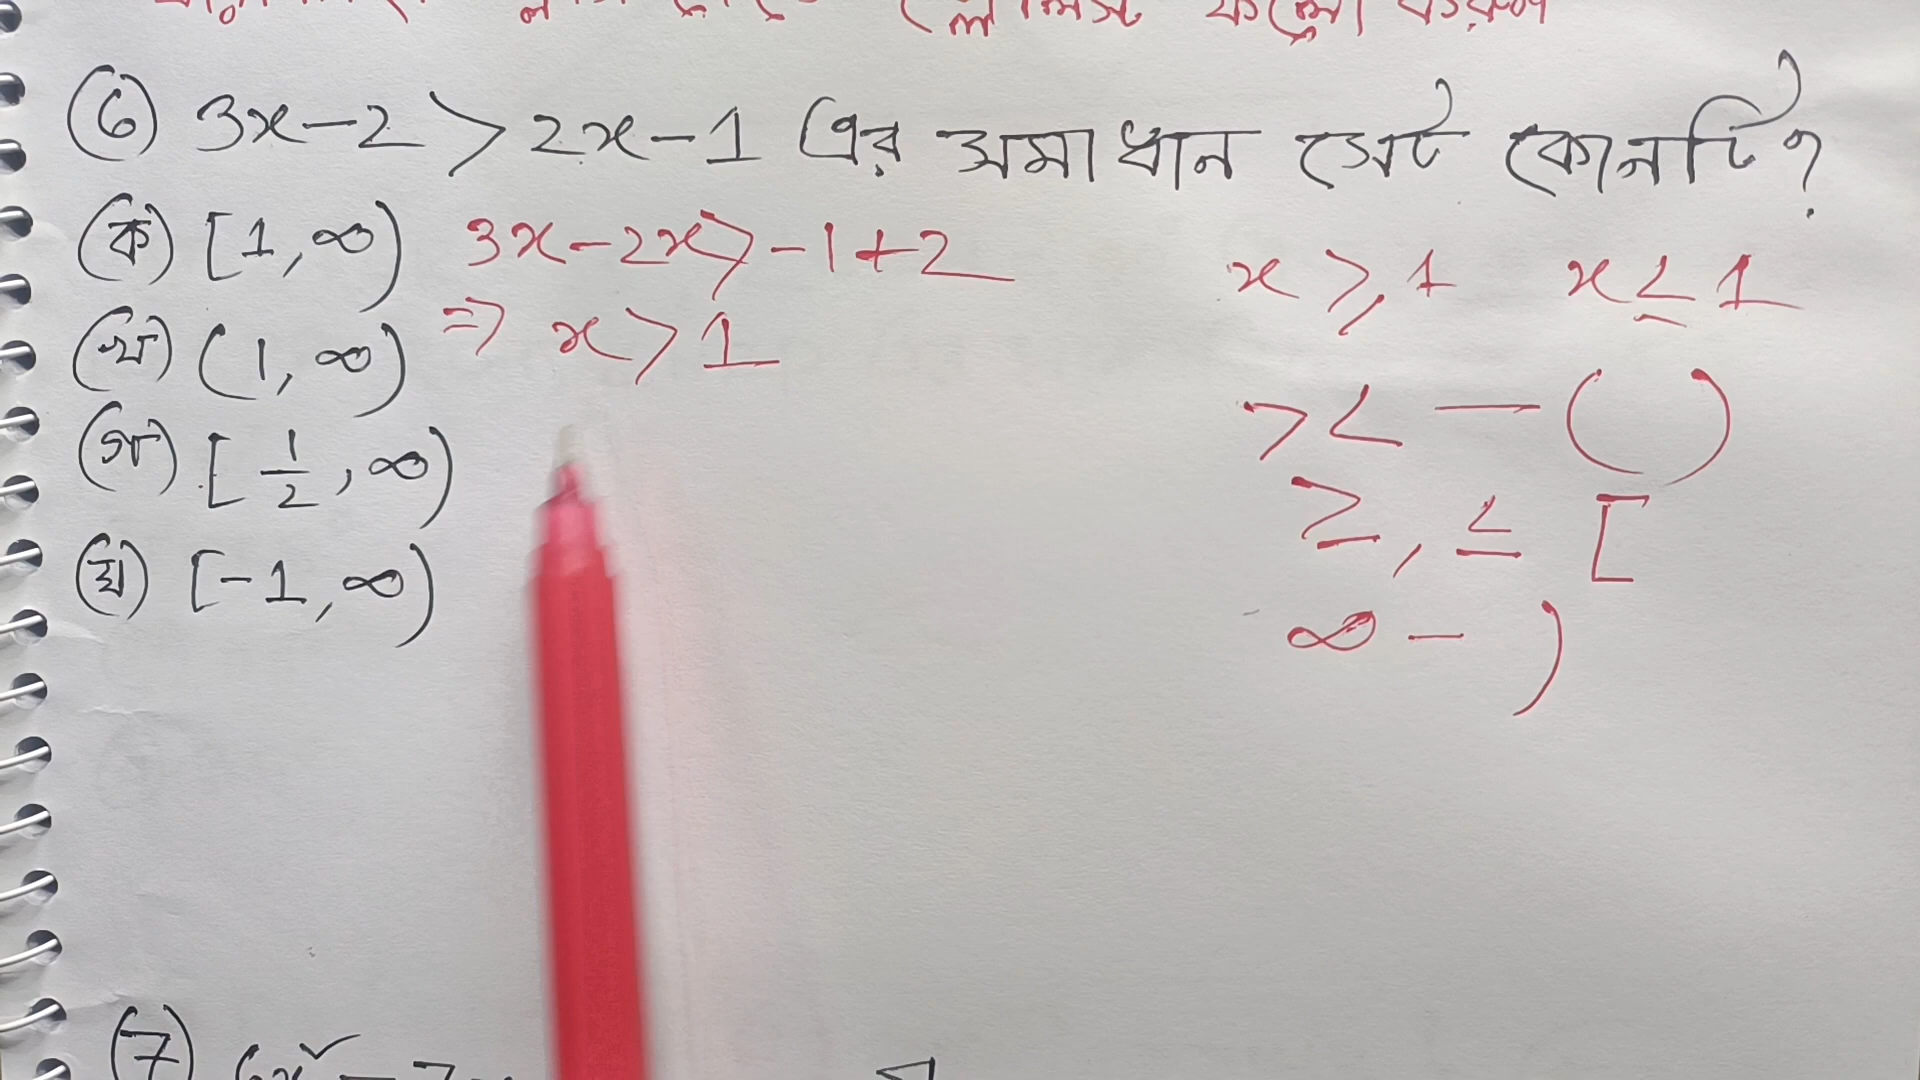 ⑥ 3x-2 > 2x-1 এর সমাধান সেট কোনটি?
(ক) [1, ∞)
(খ) (1, ∞)
(গ) [1/2, ∞)
(ঘ) [-1, ∞)
3x-2x > -1+2
⇒ x > 1
x ≥ 1 x ≤ 1
> < — ( )
≥, ≤ [
∞ - )
(7)